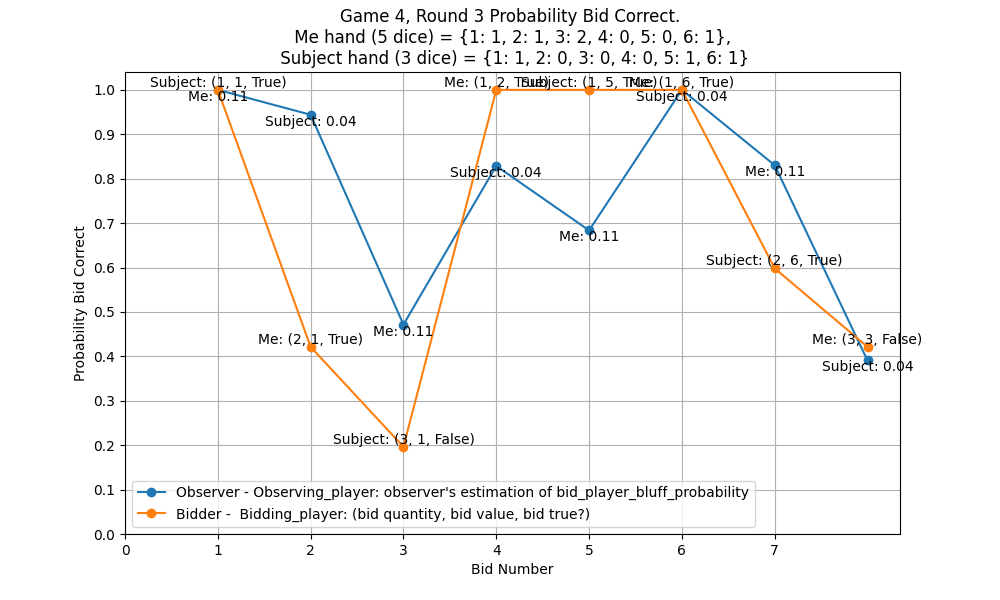 Game 4, Round 3 Probability Bid Correct.
Me hand (5 dice) = {1: 1, 2: 1, 3: 2, 4: 0, 5: 0, 6: 1},
Subject hand (3 dice) = {1: 1, 2: 0, 3: 0, 4: 0, 5: 1, 6: 1}
Probability Bid Correct
1.0
0.9
0.8
0.7
0.6
0.5
0.4
0.3
0.2
0.1
0.0
Subject: (1, 1, True)
Me: 0.11
Me: (2, 1, True)
Subject: 0.04
Subject: (3, 1, False)
Me: 0.11
Me: (1, 2, True)
Subject: 0.04
Subject: (1, 5, True)
Me: 0.11
Me: (1, 6, True)
Subject: 0.04
Subject: (2, 6, True)
Me: 0.11
Me: (3, 3, False)
Subject: 0.04
Observer - Observing_player: observer's estimation of bid_player_bluff_probability
Bidder -  Bidding_player: (bid quantity, bid value, bid true?)
0 1 2 3 4 5 6 7
Bid Number